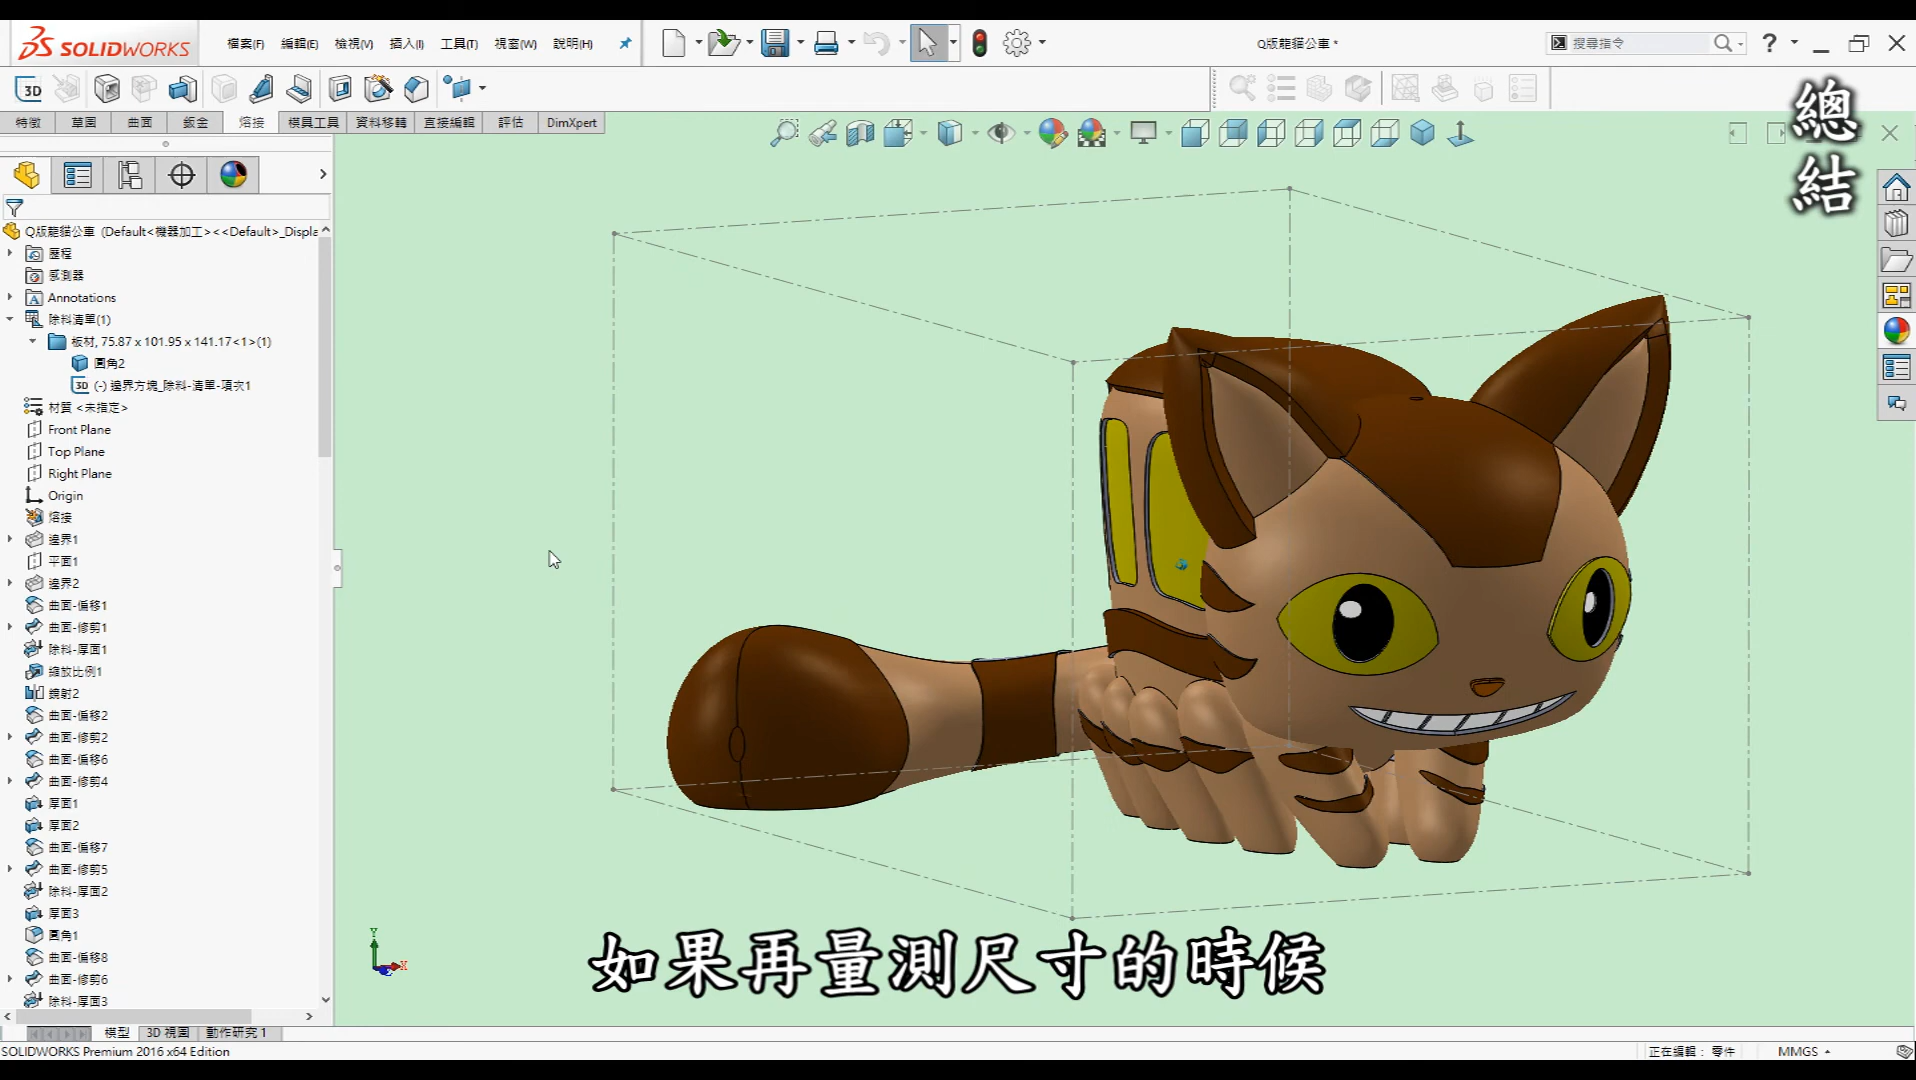 SOLIDWORKS 檔案(F) 編輯(E) 檢視(V) 插入(I) 工具(T) 視窗(W) 說明(H) Q版龍貓公車 * 搜尋指令 ?
3D
特徵 草圖 曲面 鈑金 熔接 模具工具 資料移轉 直接編輯 評估 DimXpert
總結
Q版龍貓公車 (Default<機器加工><<Default>_Displa
歷程
感測器
Annotations
除料清單(1)
板材, 75.87 x 101.95 x 141.17<1>(1)
圓角2
3D (-) 邊界方塊_除料-清單-項次1
材質 <未指定>
Front Plane
Top Plane
Right Plane
Origin
熔接
邊界1
平面1
邊界2
曲面-偏移1
曲面-修剪1
除料-厚面1
縮放比例1
鏡射2
曲面-偏移2
曲面-修剪2
曲面-偏移6
曲面-修剪4
厚面1
厚面2
曲面-偏移7
曲面-修剪5
除料-厚面2
厚面3
圓角1
曲面-偏移8
曲面-修剪6
除料-厚面3
Y
X
如果再量測尺寸的時候
模型 3D 視圖 動作研究 1
SOLIDWORKS Premium 2016 x64 Edition 正在編輯： 零件 MMGS